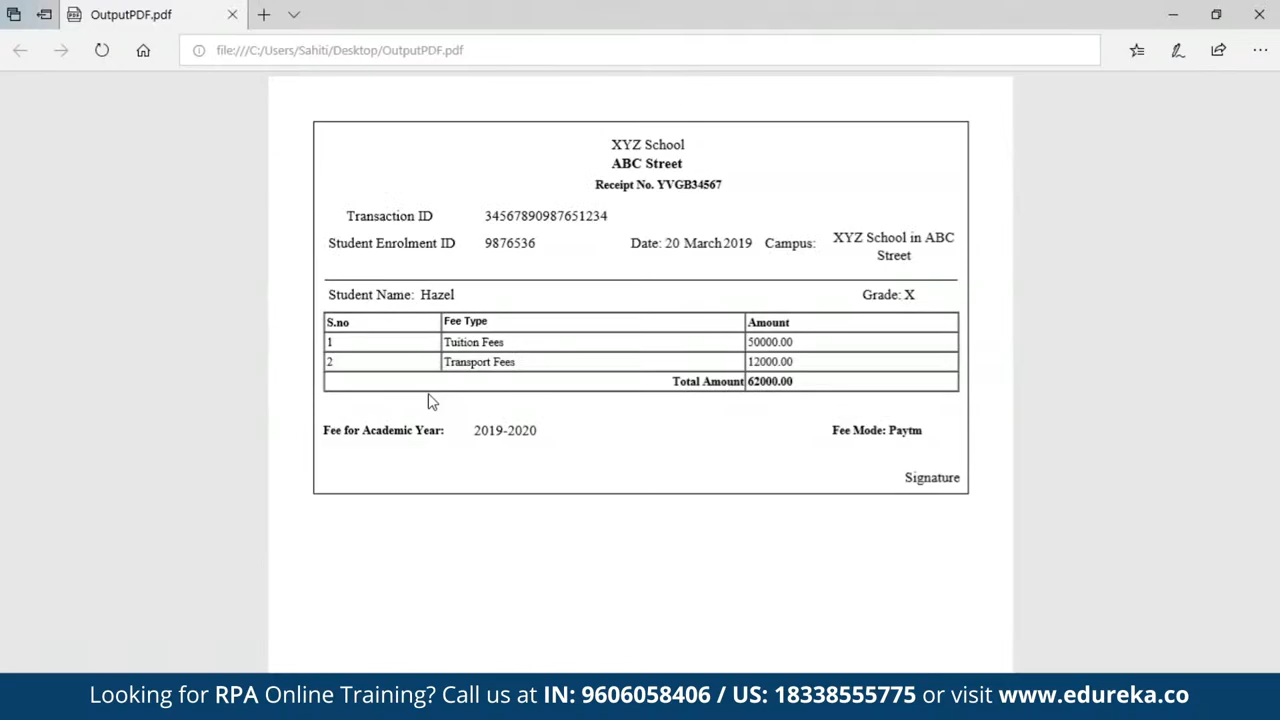 OutputPDF.pdf
file:///C:/Users/Sahiti/Desktop/OutputPDF.pdf
XYZ School
ABC Street
Receipt No. YVGB34567
Transaction ID 34567890987651234
Student Enrolment ID 9876536 Date: 20 March2019 Campus: XYZ School in ABC
Street
Student Name: Hazel Grade: X
S.no Fee Type Amount
1 Tuition Fees 50000.00
2 Transport Fees 12000.00
Total Amount 62000.00
Fee for Academic Year: 2019-2020 Fee Mode: Paytm
Signature
Looking for RPA Online Training? Call us at IN: 9606058406 / US: 18338555775 or visit www.edureka.co